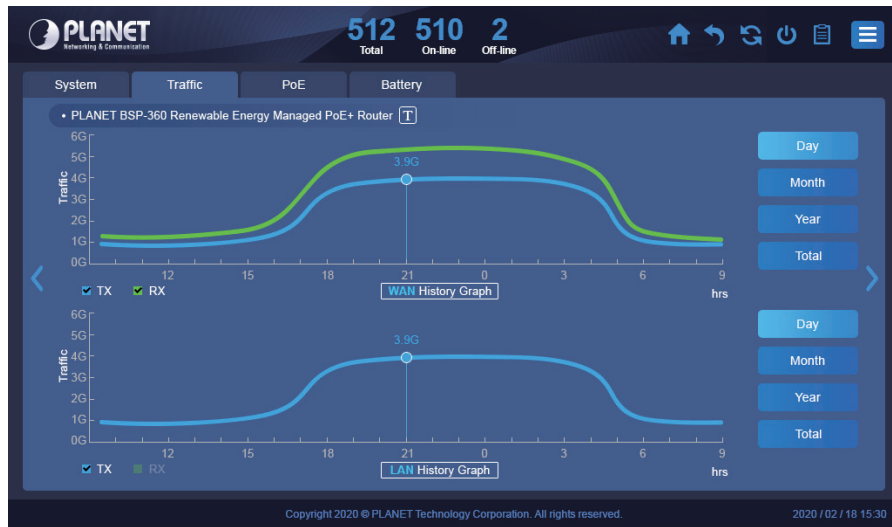 PLANET
Networking & Communication
512 510 2
Total On-line Off-line
System Traffic PoE Battery
• PLANET BSP-360 Renewable Energy Managed PoE+ Router T
6G
5G
4G
3G
2G
1G
0G
Traffic
3.9G
12 15 18 21 0 3 6 9
hrs
TX RX
WAN History Graph
Day
Month
Year
Total
6G
5G
4G
3G
2G
1G
0G
Traffic
3.9G
12 15 18 21 0 3 6 9
hrs
TX RX
LAN History Graph
Day
Month
Year
Total
Copyright 2020 © PLANET Technology Corporation. All rights reserved.
2020 / 02 / 18 15:30